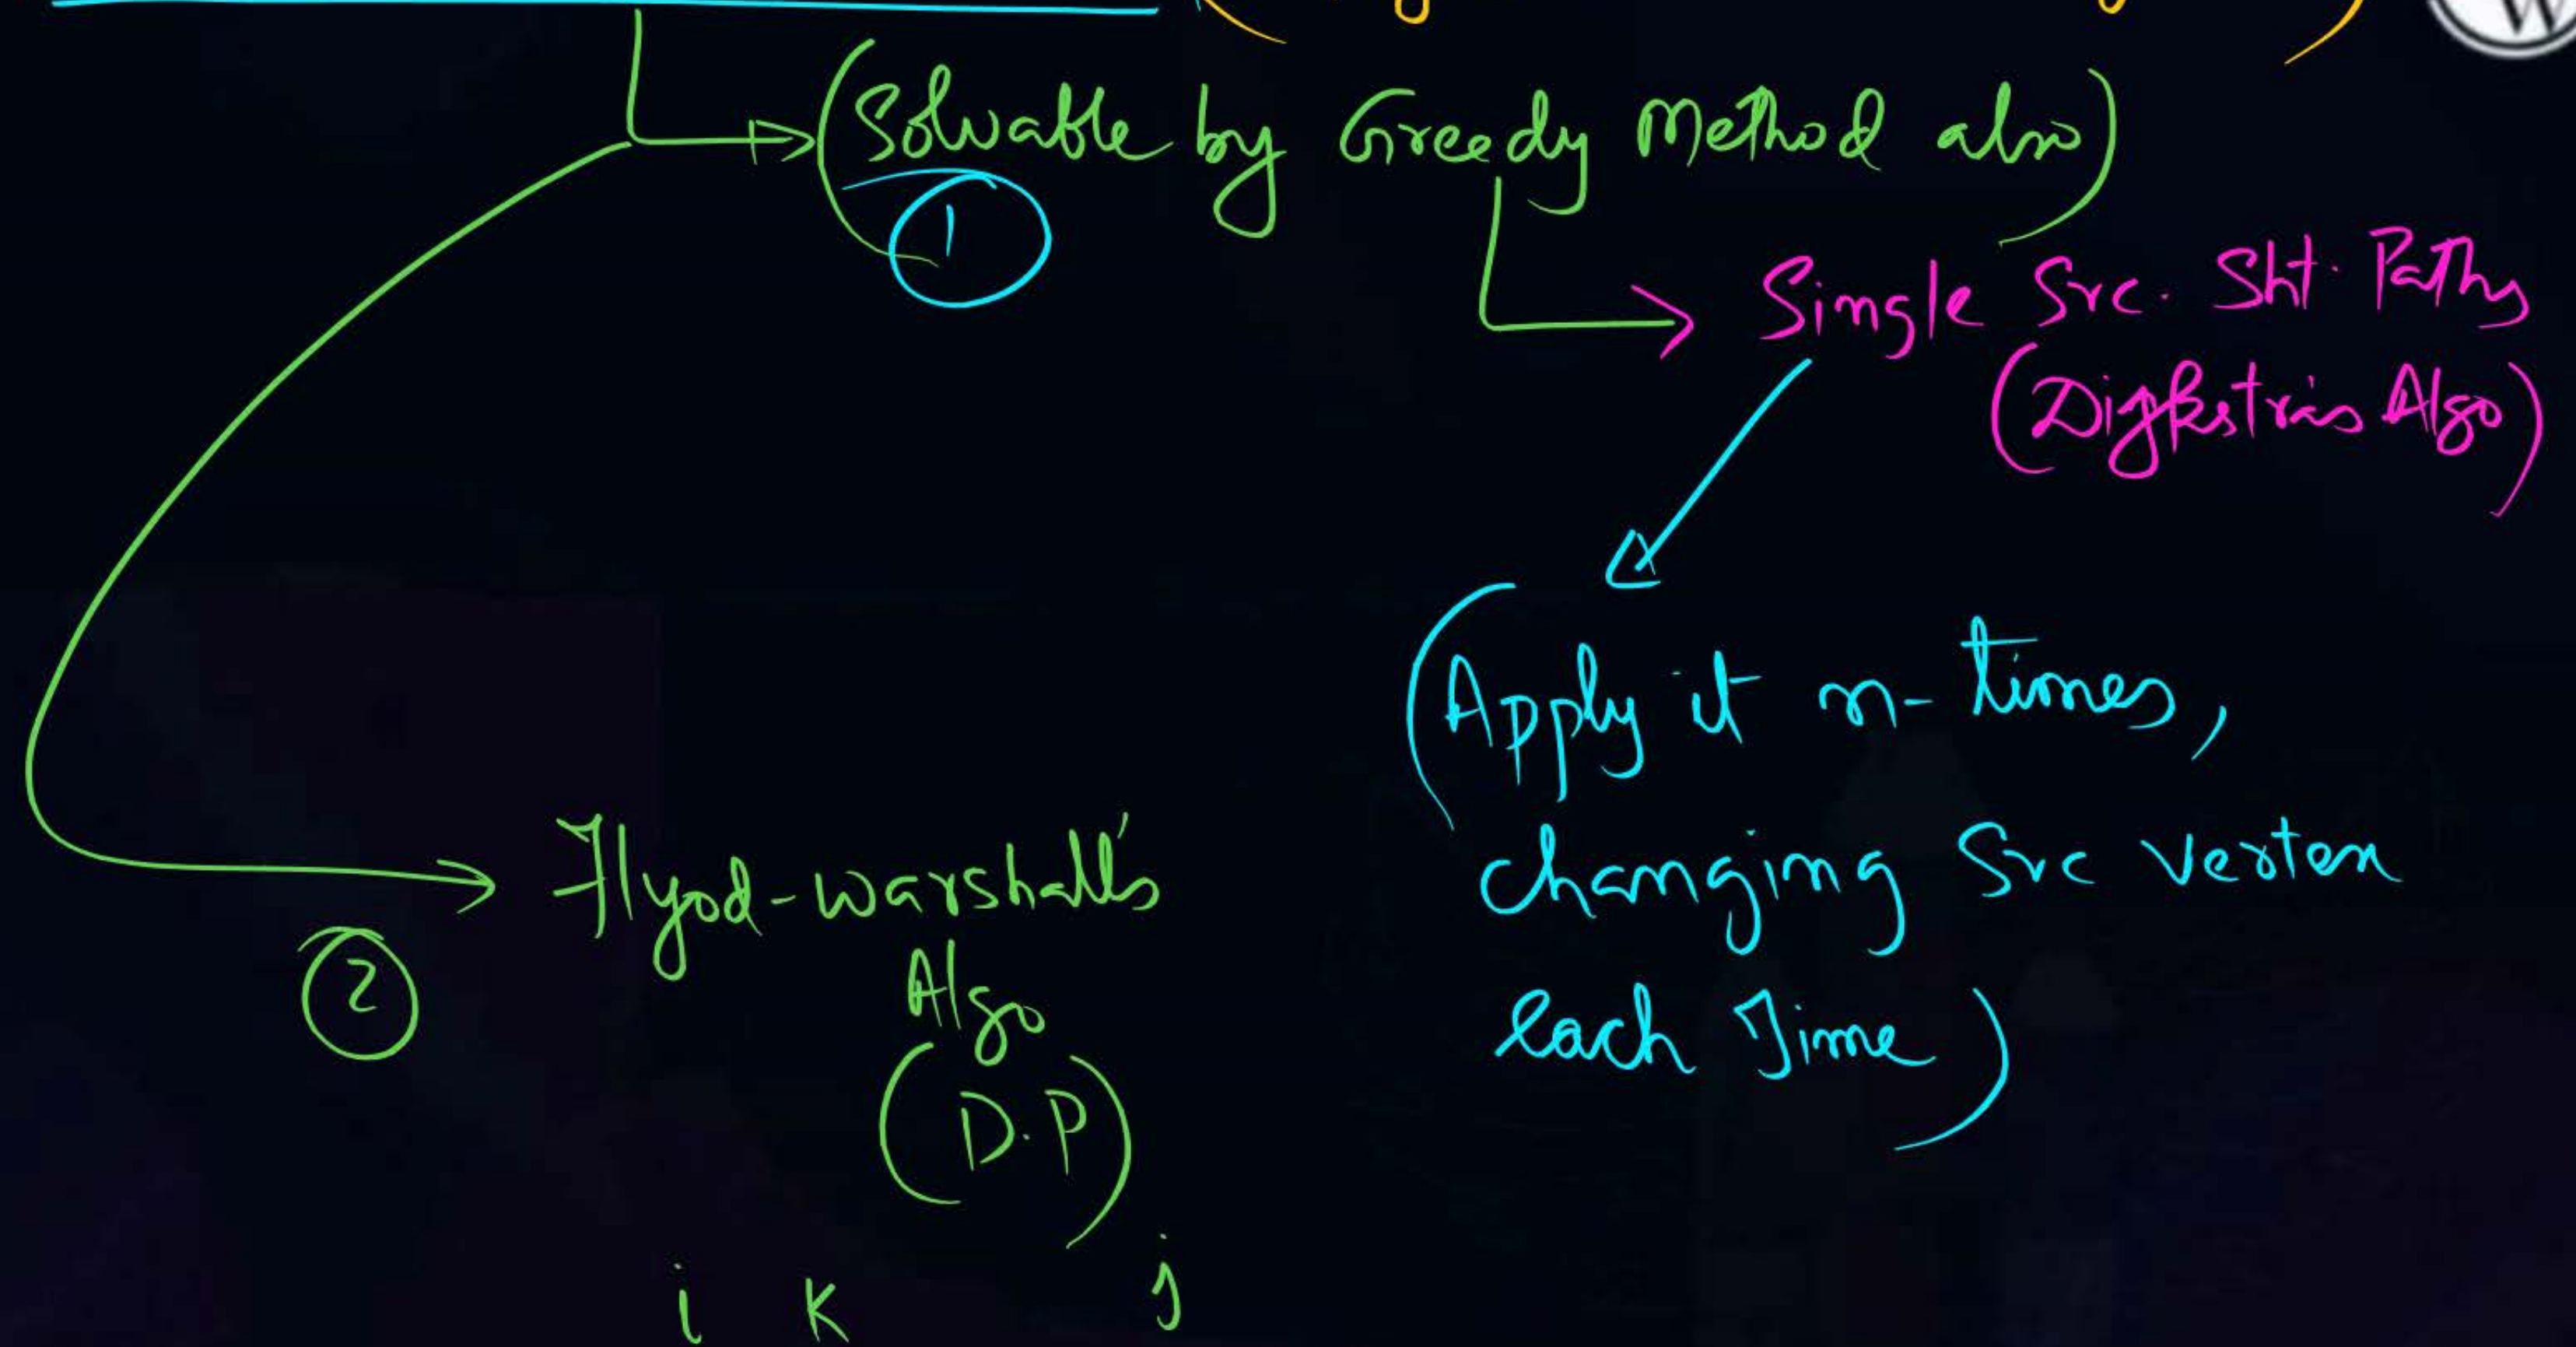 (Solvable by Greedy Method also)
1
Single Src. Sht. Paths
(Dijkstra's Algo)
(Apply it n-times,
changing Src Vertex
each Time)
Flyod-Warshall's
Algo
(D.P)
2
i k j